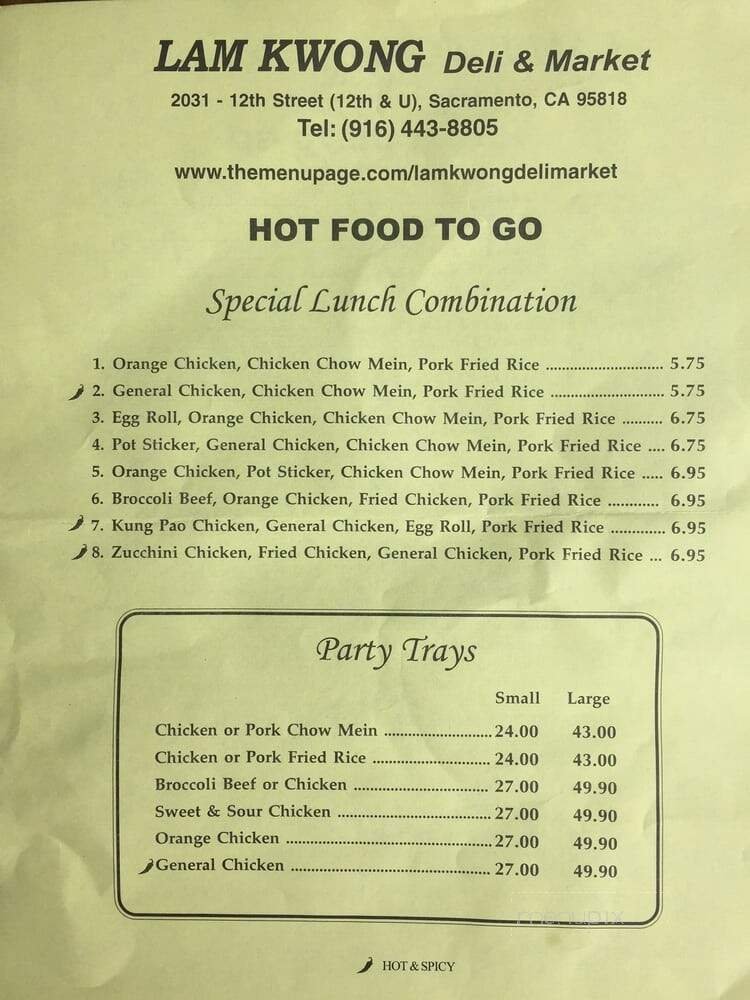 LAM KWONG Deli & Market
2031 - 12th Street (12th & U), Sacramento, CA 95818
Tel: (916) 443-8805
www.themenupage.com/lamkwongdelimarket
HOT FOOD TO GO
Special Lunch Combination
1. Orange Chicken, Chicken Chow Mein, Pork Fried Rice ............................. 5.75
2. General Chicken, Chicken Chow Mein, Pork Fried Rice ............................ 5.75
3. Egg Roll, Orange Chicken, Chicken Chow Mein, Pork Fried Rice .......... 6.75
4. Pot Sticker, General Chicken, Chicken Chow Mein, Pork Fried Rice .... 6.75
5. Orange Chicken, Pot Sticker, Chicken Chow Mein, Pork Fried Rice ..... 6.95
6. Broccoli Beef, Orange Chicken, Fried Chicken, Pork Fried Rice ............ 6.95
7. Kung Pao Chicken, General Chicken, Egg Roll, Pork Fried Rice ............. 6.95
8. Zucchini Chicken, Fried Chicken, General Chicken, Pork Fried Rice ... 6.95
Party Trays
Small Large
Chicken or Pork Chow Mein ........................... 24.00 43.00
Chicken or Pork Fried Rice ............................. 24.00 43.00
Broccoli Beef or Chicken ................................. 27.00 49.90
Sweet & Sour Chicken ...................................... 27.00 49.90
Orange Chicken ................................................... 27.00 49.90
General Chicken .................................................. 27.00 49.90
menupix
HOT & SPICY